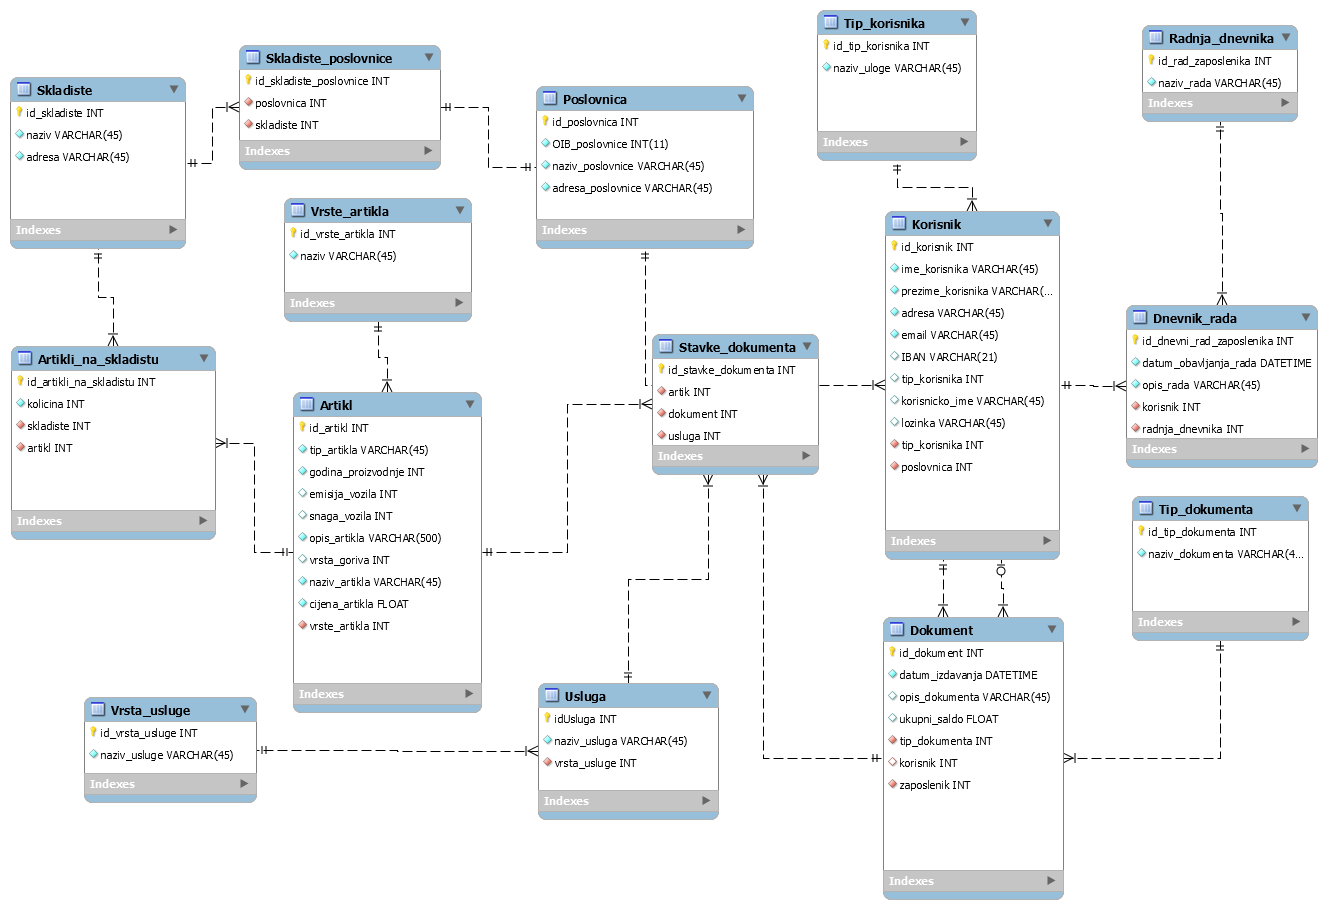 Skladiste
id_skladiste INT
naziv VARCHAR(45)
adresa VARCHAR(45)
Indexes
Skladiste_poslovnice
id_skladiste_poslovnice INT
poslovnica INT
skladiste INT
Indexes
Poslovnica
id_poslovnica INT
OIB_poslovnice INT(11)
naziv_poslovnice VARCHAR(45)
adresa_poslovnice VARCHAR(45)
Indexes
Tip_korisnika
id_tip_korisnika INT
naziv_uloge VARCHAR(45)
Indexes
Radnja_dnevnika
id_rad_zaposlenika INT
naziv_rada VARCHAR(45)
Indexes
Vrste_artikla
id_vrste_artikla INT
naziv VARCHAR(45)
Indexes
Korisnik
id_korisnik INT
ime_korisnika VARCHAR(45)
prezime_korisnika VARCHAR(...
adresa VARCHAR(45)
email VARCHAR(45)
IBAN VARCHAR(21)
tip_korisnika INT
korisnicko_ime VARCHAR(45)
lozinka VARCHAR(45)
tip_korisnika INT
poslovnica INT
Indexes
Dnevnik_rada
id_dnevni_rad_zaposlenika INT
datum_obavljanja_rada DATETIME
opis_rada VARCHAR(45)
korisnik INT
radnja_dnevnika INT
Indexes
Artikli_na_skladistu
id_artikli_na_skladistu INT
kolicina INT
skladiste INT
artikl INT
Indexes
Artikl
id_artikl INT
tip_artikla VARCHAR(45)
godina_proizvodnje INT
emisija_vozila INT
snaga_vozila INT
opis_artikla VARCHAR(500)
vrsta_goriva INT
naziv_artikla VARCHAR(45)
cijena_artikla FLOAT
vrste_artikla INT
Indexes
Stavke_dokumenta
id_stavke_dokumenta INT
artik INT
dokument INT
usluga INT
Indexes
Tip_dokumenta
id_tip_dokumenta INT
naziv_dokumenta VARCHAR(4...
Indexes
Dokument
id_dokument INT
datum_izdavanja DATETIME
opis_dokumenta VARCHAR(45)
ukupni_saldo FLOAT
tip_dokumenta INT
korisnik INT
zaposlenik INT
Indexes
Vrsta_usluge
id_vrsta_usluge INT
naziv_usluge VARCHAR(45)
Indexes
Usluga
idUsluga INT
naziv_usluga VARCHAR(45)
vrsta_usluge INT
Indexes